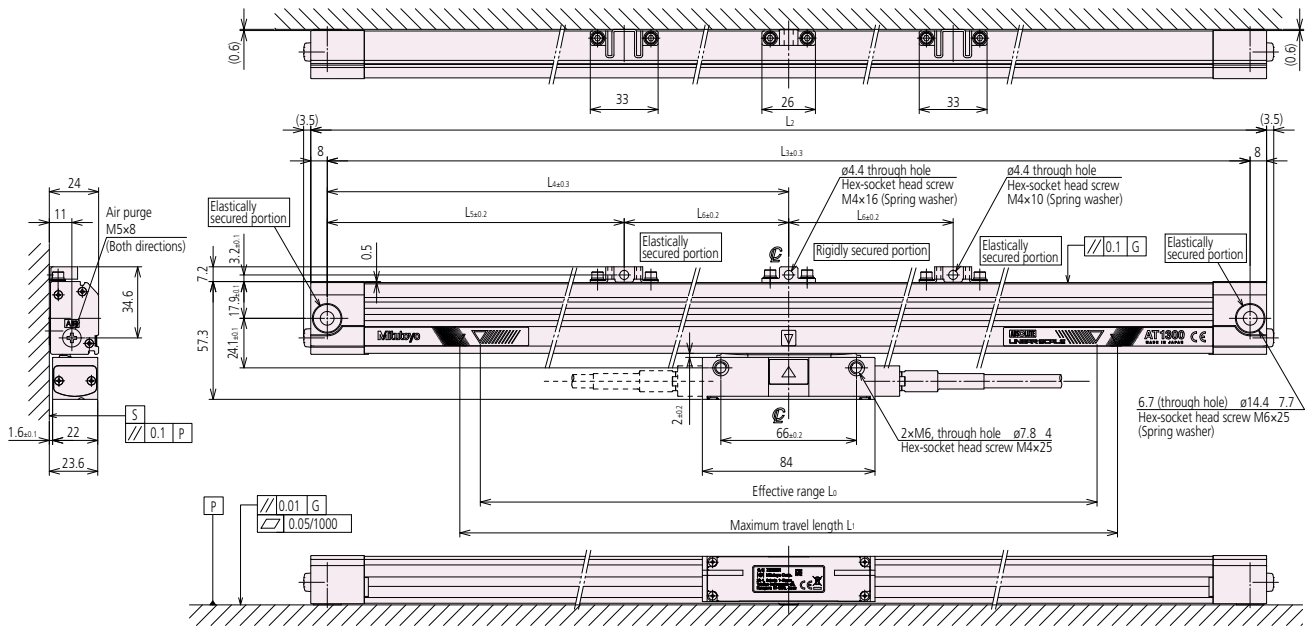 (0.6)
(0.6)
33
26
33
(3.5)
L2
(3.5)
8
L3±0.3
8
24
11
Air purge
M5×8
(Both directions)
Elastically
secured portion
L4±0.3
ø4.4 through hole
Hex-socket head screw
M4×16 (Spring washer)
ø4.4 through hole
Hex-socket head screw
M4×10 (Spring washer)
L5±0.2
L6±0.2
L6±0.2
7.2
3.2±0.1
0.5
Elastically
secured portion
Rigidly secured portion
Elastically
secured portion
// 0.1 G
Elastically
secured portion
34.6
57.3
17.9±0.1
24.1±0.1
Mitutoyo
LINEAR SCALE
AT1300
MADE IN JAPAN
CE
S
// 0.1 P
1.6±0.1
22
23.6
2±0.2
66±0.2
84
2×M6, through hole ø7.8 4
Hex-socket head screw M4×25
6.7 (through hole) ø14.4 7.7
Hex-socket head screw M6×25
(Spring washer)
Effective range L0
Maximum travel length L1
P
// 0.01 G
0.05/1000
CE